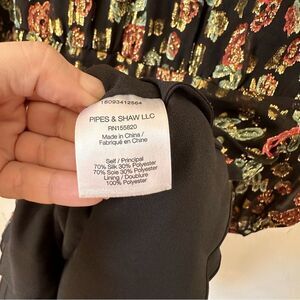 16093412564
PIPES & SHAW LLC
RN155820
Made in China /
Fabriqué en Chine
Self / Principal
70% Silk 30% Polyester
70% Soie 30% Polyester
Lining / Doublure
100% Polyester